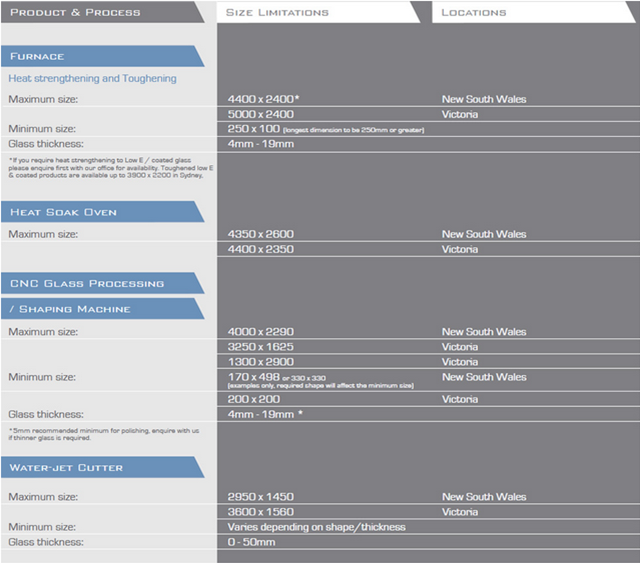 PRODUCT & PROCESS SIZE LIMITATIONS LOCATIONS
FURNACE
Heat strengthening and Toughening
Maximum size: 4400 x 2400* New South Wales
5000 x 2400 Victoria
Minimum size: 250 x 100 (longest dimension to be 250mm or greater)
Glass thickness: 4mm - 19mm
*If you require heat strengthening to Low E / coated glass
please enquire first with our office for availability. Toughened low E
& coated products are available up to 3900 x 2200 in Sydney.
HEAT SOAK OVEN
Maximum size: 4350 x 2600 New South Wales
4400 x 2350 Victoria
CNC GLASS PROCESSING
/ SHAPING MACHINE
Maximum size: 4000 x 2290 New South Wales
3250 x 1625 Victoria
1300 x 2900 Victoria
Minimum size: 170 x 498 or 330 x 330 New South Wales
(examples only, required shape will affect the minimum size)
200 x 200 Victoria
Glass thickness: 4mm - 19mm *
*5mm recommended minimum for polishing, enquire with us
if thinner glass is required.
WATER-JET CUTTER
Maximum size: 2950 x 1450 New South Wales
3600 x 1560 Victoria
Minimum size: Varies depending on shape/thickness
Glass thickness: 0 - 50mm